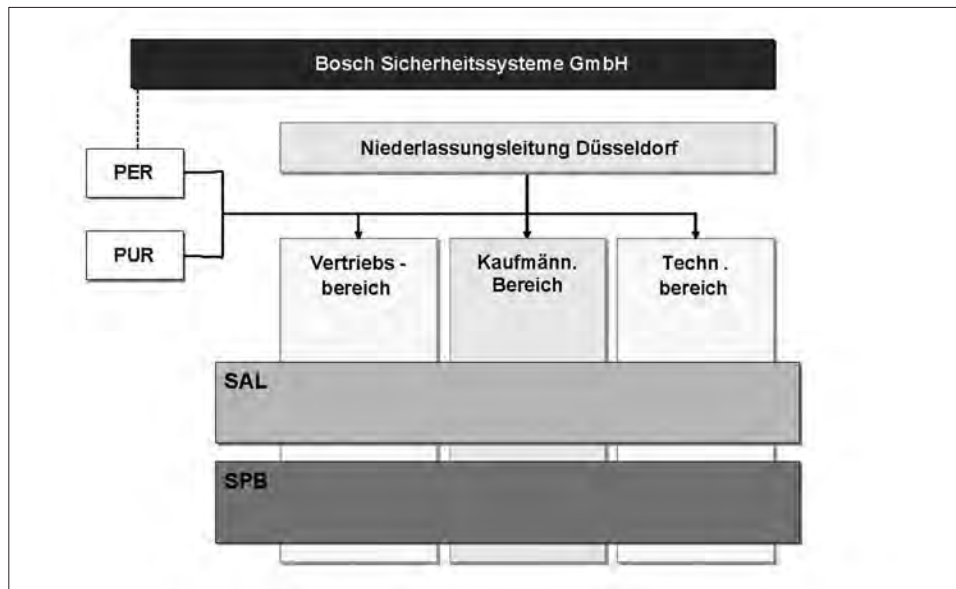 Bosch Sicherheitssysteme GmbH
Niederlassungsleitung Düsseldorf
PER
PUR
Vertriebs -
bereich
Kaufmänn.
Bereich
Techn .
bereich
SAL
SPB